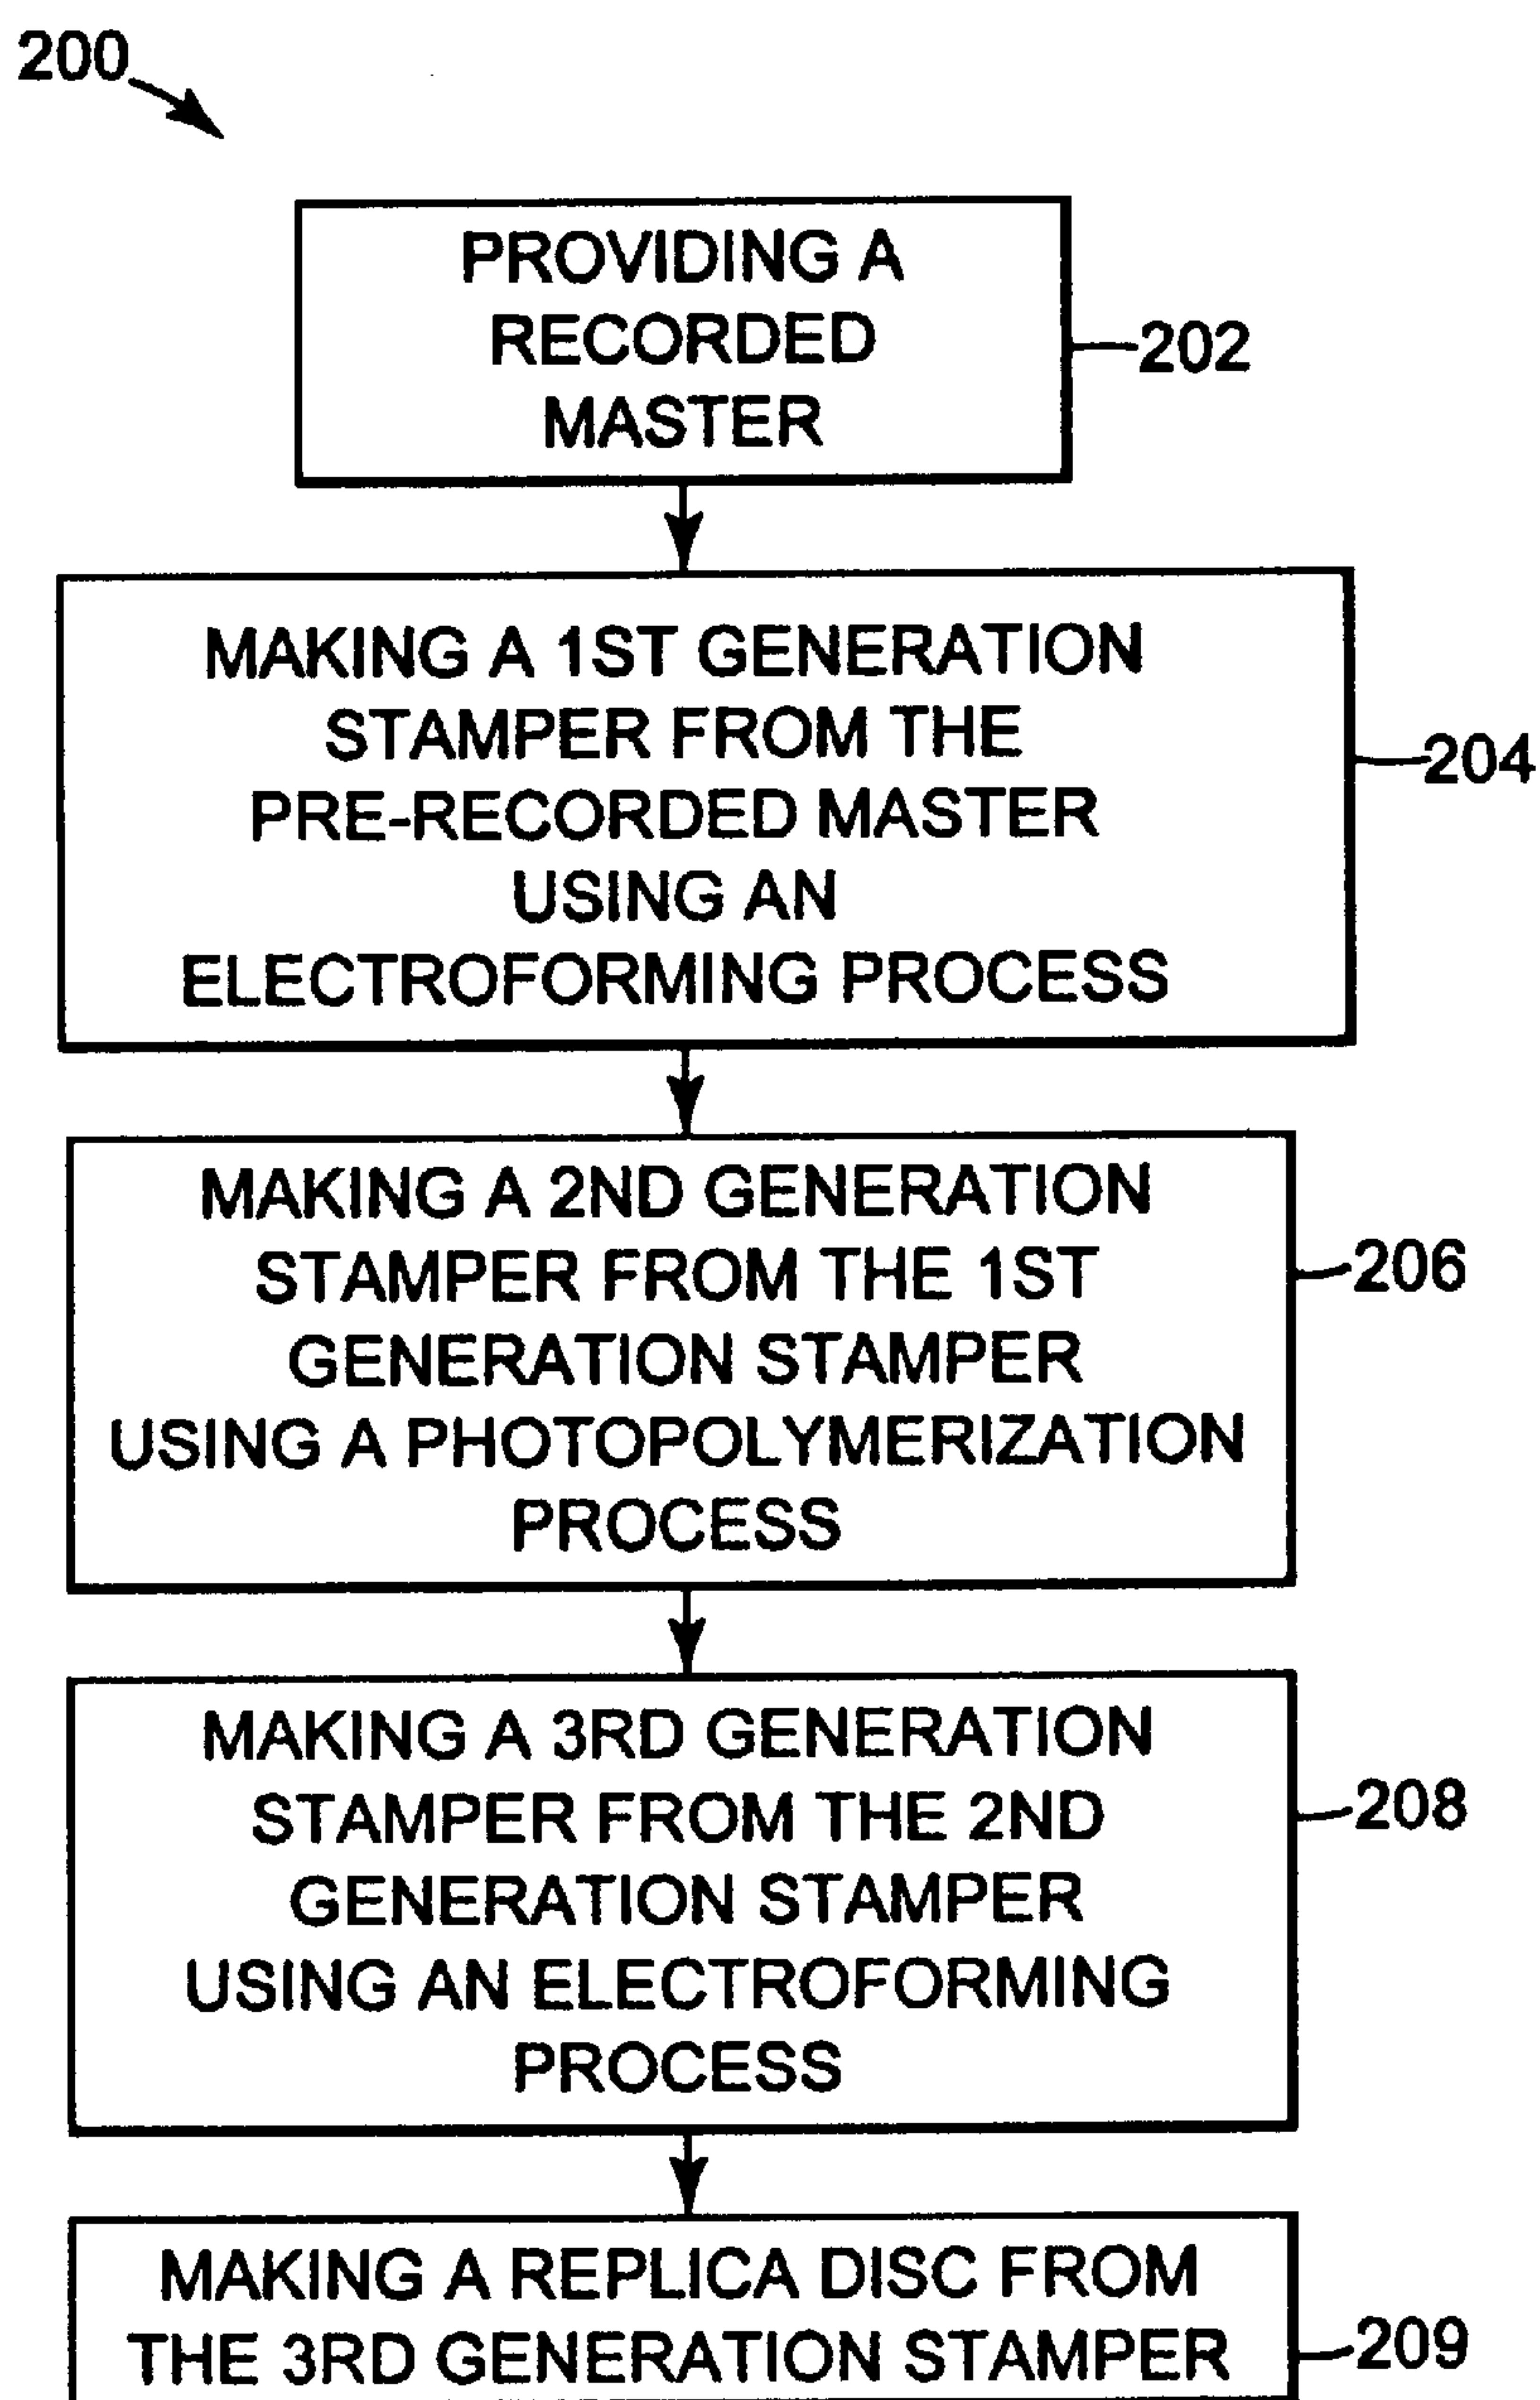 200
PROVIDING A
RECORDED
MASTER
202
MAKING A 1ST GENERATION
STAMPER FROM THE
PRE-RECORDED MASTER
USING AN
ELECTROFORMING PROCESS
204
MAKING A 2ND GENERATION
STAMPER FROM THE 1ST
GENERATION STAMPER
USING A PHOTOPOLYMERIZATION
PROCESS
206
MAKING A 3RD GENERATION
STAMPER FROM THE 2ND
GENERATION STAMPER
USING AN ELECTROFORMING
PROCESS
208
MAKING A REPLICA DISC FROM
THE 3RD GENERATION STAMPER
209